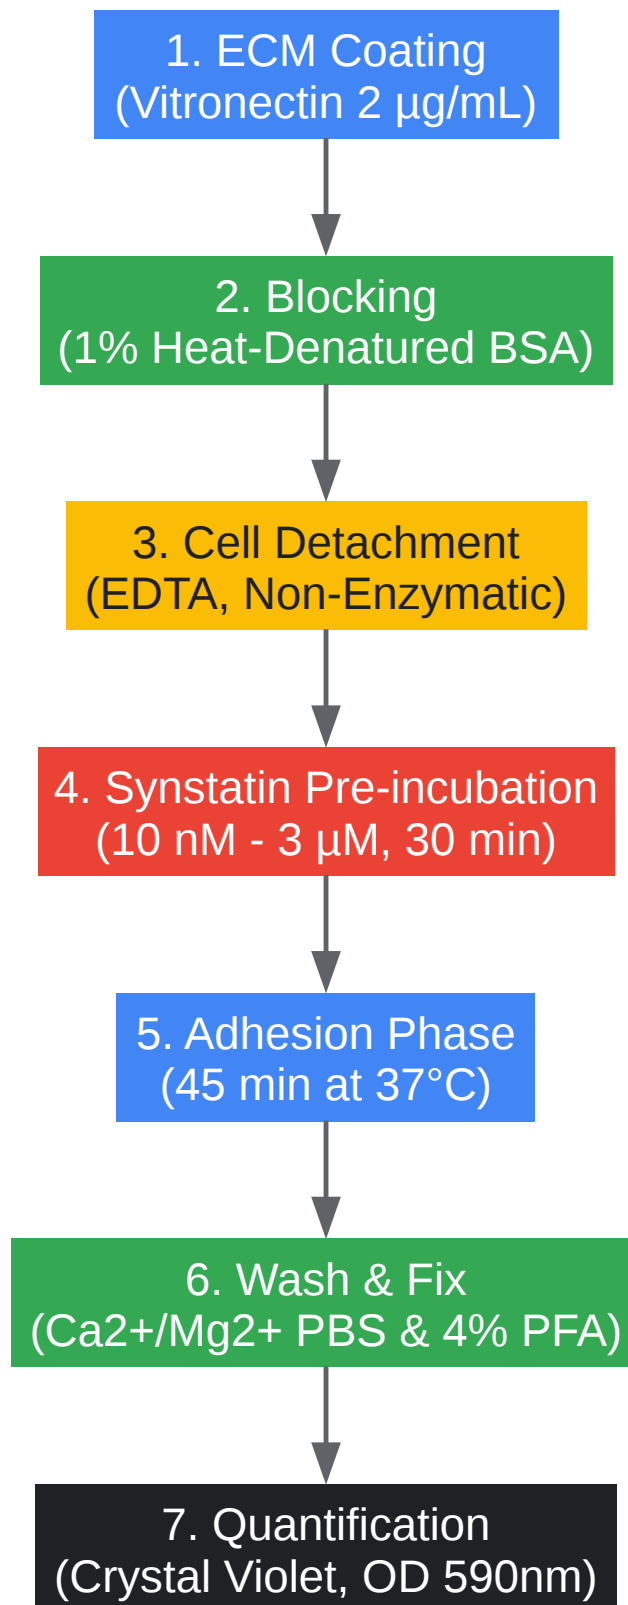 1. ECM Coating
(Vitronectin 2 µg/mL)
2. Blocking
(1% Heat-Denatured BSA)
3. Cell Detachment
(EDTA, Non-Enzymatic)
4. Synstatin Pre-incubation
(10 nM - 3 µM, 30 min)
5. Adhesion Phase
(45 min at 37°C)
6. Wash & Fix
(Ca2+/Mg2+ PBS & 4% PFA)
7. Quantification
(Crystal Violet, OD 590nm)